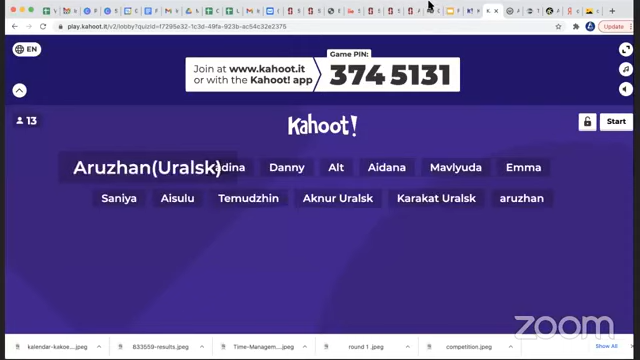 play.kahoot.it/v2/lobby?quizId=f7295e32-1c3d-49fb-923b-ac54c32e2375
Update
EN
Game PIN:
Join at www.kahoot.it
or with the Kahoot! app
374 5131
13
Kahoot!
Start
Aruzhan(Uralsk)
Danny
Alt
Aidana
Mavlyuda
Emma
Saniya
Aisulu
Temudzhin
Aknur Uralsk
Karakat Uralsk
aruzhan
zoom
kalendar-kakoe....jpeg
833559-results.jpeg
Time-Managem....jpeg
round 1 .jpeg
competition.jpeg
Show All